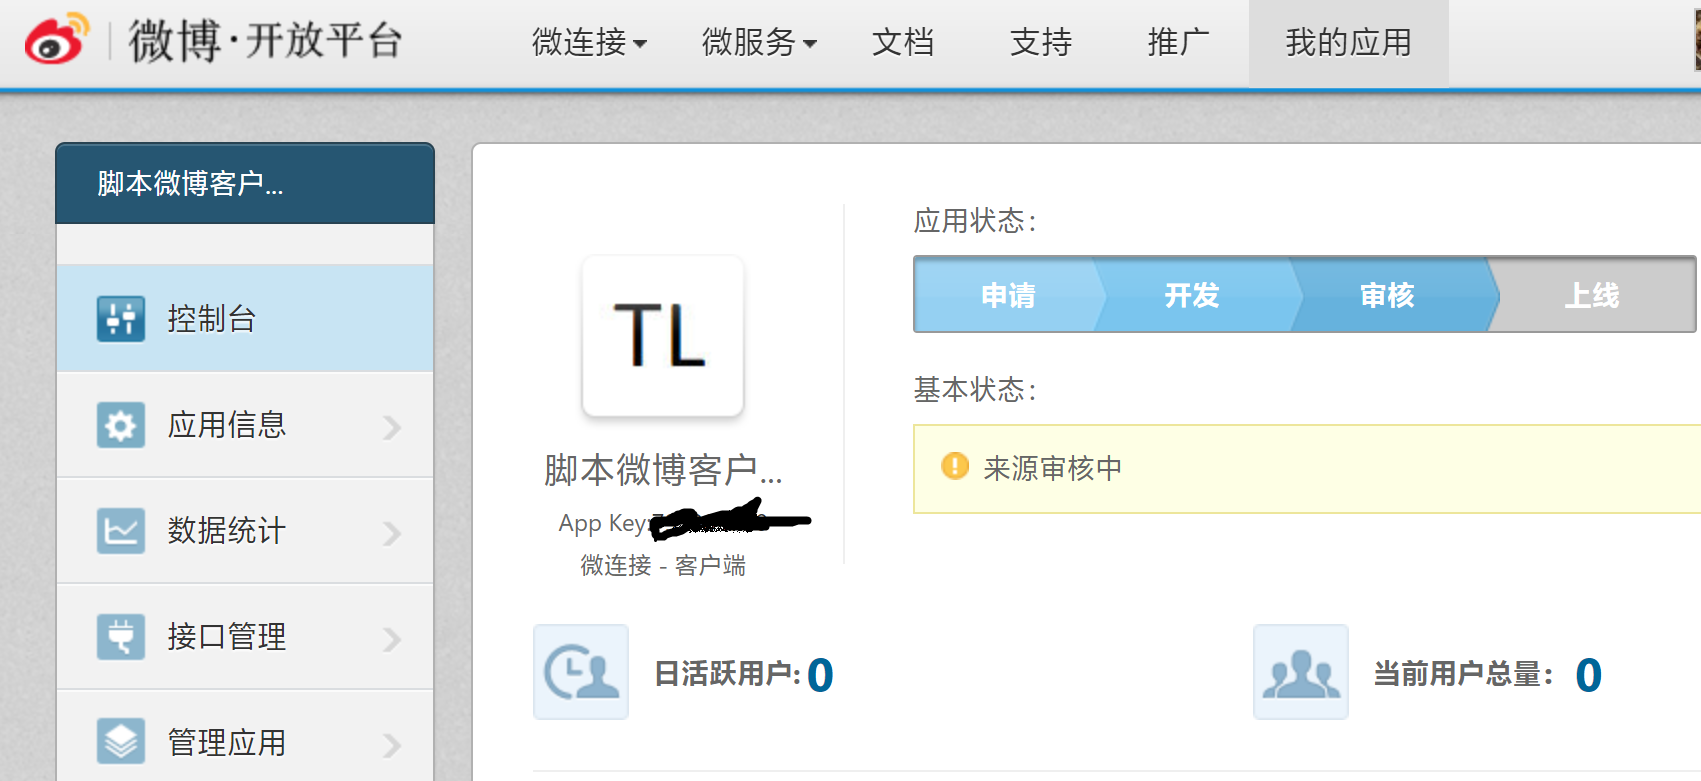 微博·开放平台
微连接 微服务 文档 支持 推广 我的应用
脚本微博客户...
控制台
应用信息
数据统计
接口管理
管理应用
TL
脚本微博客户...
App Key:
微连接 - 客户端
应用状态：
申请 开发 审核 上线
基本状态：
来源审核中
日活跃用户: 0
当前用户总量： 0